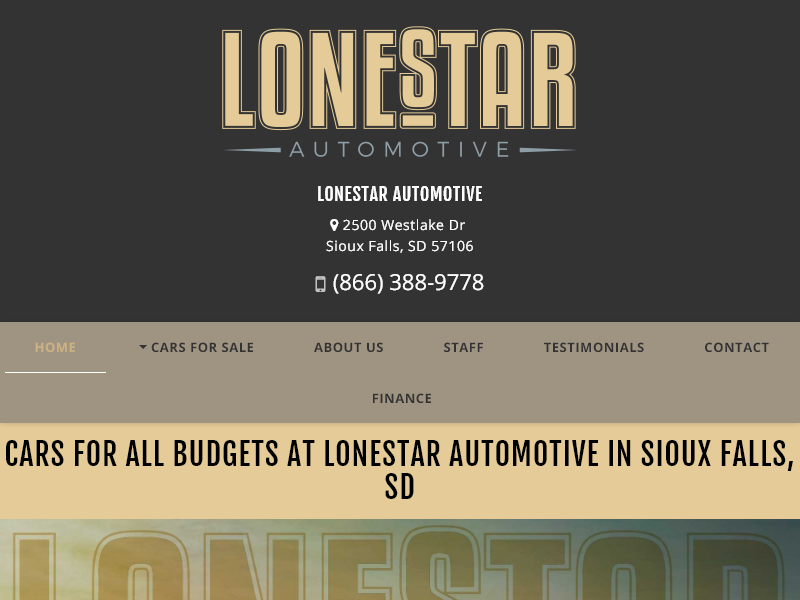 LONESTAR
AUTOMOTIVE
LONESTAR AUTOMOTIVE
2500 Westlake Dr
Sioux Falls, SD 57106
(866) 388-9778
HOME CARS FOR SALE ABOUT US STAFF TESTIMONIALS CONTACT
FINANCE
CARS FOR ALL BUDGETS AT LONESTAR AUTOMOTIVE IN SIOUX FALLS,
SD
LONESTAR